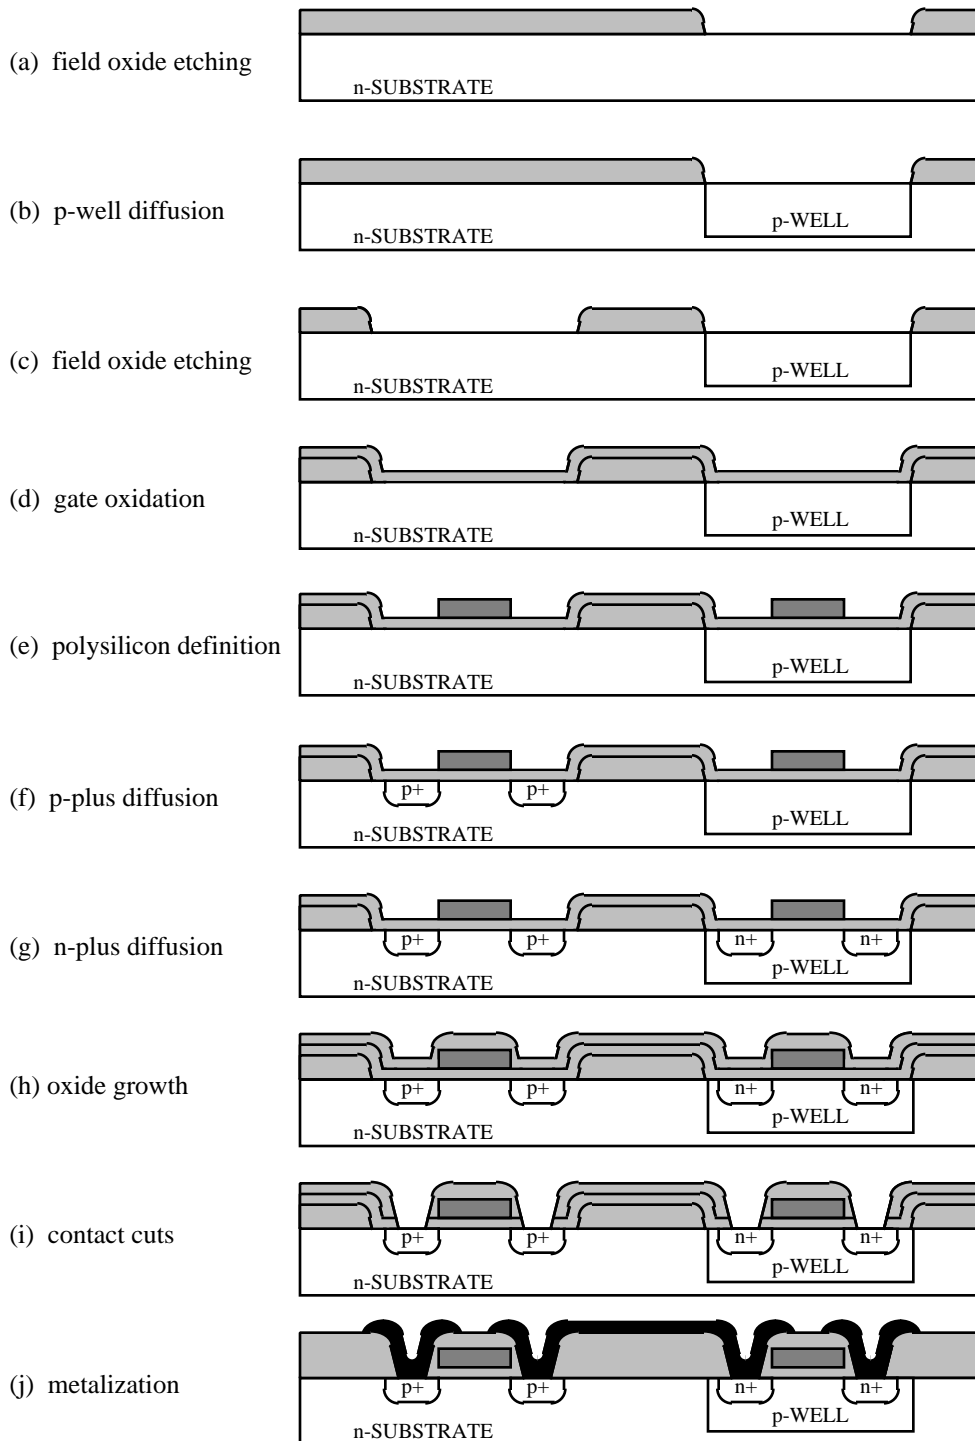 (a) field oxide etching
n-SUBSTRATE
(b) p-well diffusion
p-WELL
n-SUBSTRATE
(c) field oxide etching
p-WELL
n-SUBSTRATE
(d) gate oxidation
p-WELL
n-SUBSTRATE
(e) polysilicon definition
p-WELL
n-SUBSTRATE
(f) p-plus diffusion
p+ p+
p-WELL
n-SUBSTRATE
(g) n-plus diffusion
p+ p+ n+ n+
p-WELL
n-SUBSTRATE
(h) oxide growth
p+ p+ n+ n+
p-WELL
n-SUBSTRATE
(i) contact cuts
p+ p+ n+ n+
p-WELL
n-SUBSTRATE
(j) metalization
p+ p+ n+ n+
p-WELL
n-SUBSTRATE